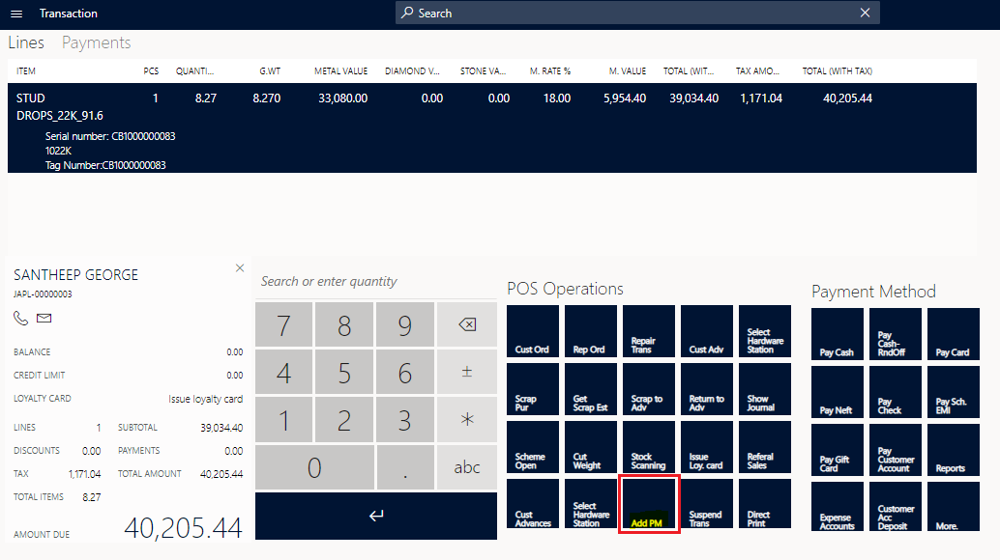 Transaction
Search
Lines Payments
ITEM PCS QUANTI... G.WT METAL VALUE DIAMOND V... STONE VA... M. RATE % M. VALUE TOTAL (WIT... TAX AMO... TOTAL (WITH TAX)
STUD 1 8.27 8.270 33,080.00 0.00 0.00 18.00 5,954.40 39,034.40 1,171.04 40,205.44
DROPS_22K_91.6
Serial number: CB1000000083
1022K
Tag Number:CB1000000083
SANTHEEP GEORGE
JAPL-00000003
BALANCE 0.00
CREDIT LIMIT 0.00
LOYALTY CARD Issue loyalty card
LINES 1 SUBTOTAL 39,034.40
DISCOUNTS 0.00 PAYMENTS 0.00
TAX 1,171.04 TOTAL AMOUNT 40,205.44
TOTAL ITEMS 8.27
AMOUNT DUE 40,205.44
Search or enter quantity
7 8 9
4 5 6 ±
1 2 3 *
0 . abc
POS Operations
Cust Ord
Rep Ord
Repair
Trans
Cust Adv
Select
Hardware
Station
Scrap
Pur
Get
Scrap Est
Scrap to
Adv
Return to
Adv
Show
Journal
Scheme
Open
Cut
Weight
Stock
Scanning
Issue
Loy. card
Referal
Sales
Cust
Advances
Select
Hardware
Station
Add PM
Suspend
Trans
Direct
Print
Payment Method
Pay Cash
Pay
Cash-
RndOff
Pay Card
Pay Neft
Pay
Check
Pay Sch.
EMI
Pay Gift
Card
Pay
Customer
Account
Reports
Expense
Accounts
Customer
Acc
Deposit
More.